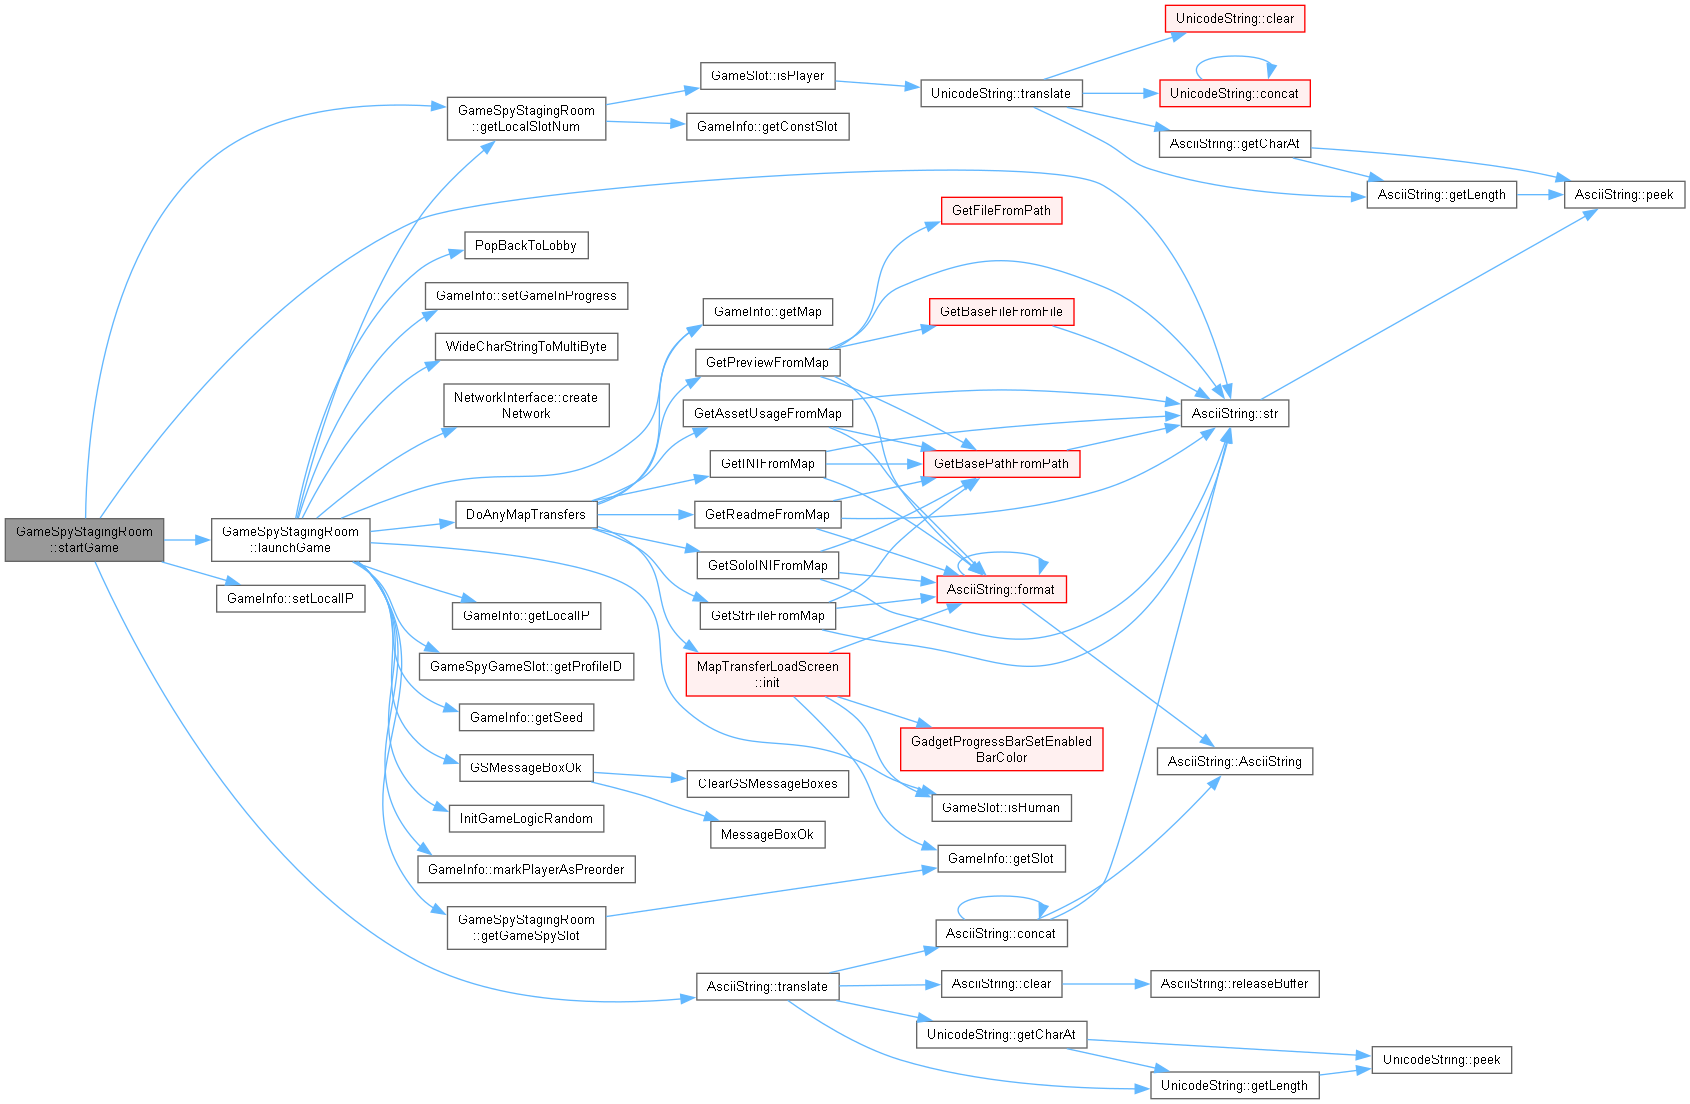 UnicodeString::clear
GameSlot::isPlayer
UnicodeString::translate
UnicodeString::concat
GameSpyStagingRoom
::getLocalSlotNum
GameInfo::getConstSlot
AsciiString::getCharAt
AsciiString::getLength
AsciiString::peek
GetFileFromPath
PopBackToLobby
GameInfo::setGameInProgress
GameInfo::getMap
GetBaseFileFromFile
WideCharStringToMultiByte
GetPreviewFromMap
NetworkInterface::create
Network
GetAssetUsageFromMap
AsciiString::str
GetINIFromMap
GetBasePathFromPath
DoAnyMapTransfers
GetReadmeFromMap
GameSpyStagingRoom
::startGame
GameSpyStagingRoom
::launchGame
GetSoloINIFromMap
AsciiString::format
GameInfo::setLocalIP
GameInfo::getLocalIP
GetStrFileFromMap
GameSpyGameSlot::getProfileID
MapTransferLoadScreen
::init
GameInfo::getSeed
GadgetProgressBarSetEnabled
BarColor
GSMessageBoxOk
ClearGSMessageBoxes
AsciiString::AsciiString
InitGameLogicRandom
GameSlot::isHuman
MessageBoxOk
GameInfo::markPlayerAsPreorder
GameInfo::getSlot
GameSpyStagingRoom
::getGameSpySlot
AsciiString::concat
AsciiString::translate
AsciiString::clear
AsciiString::releaseBuffer
UnicodeString::getCharAt
UnicodeString::peek
UnicodeString::getLength